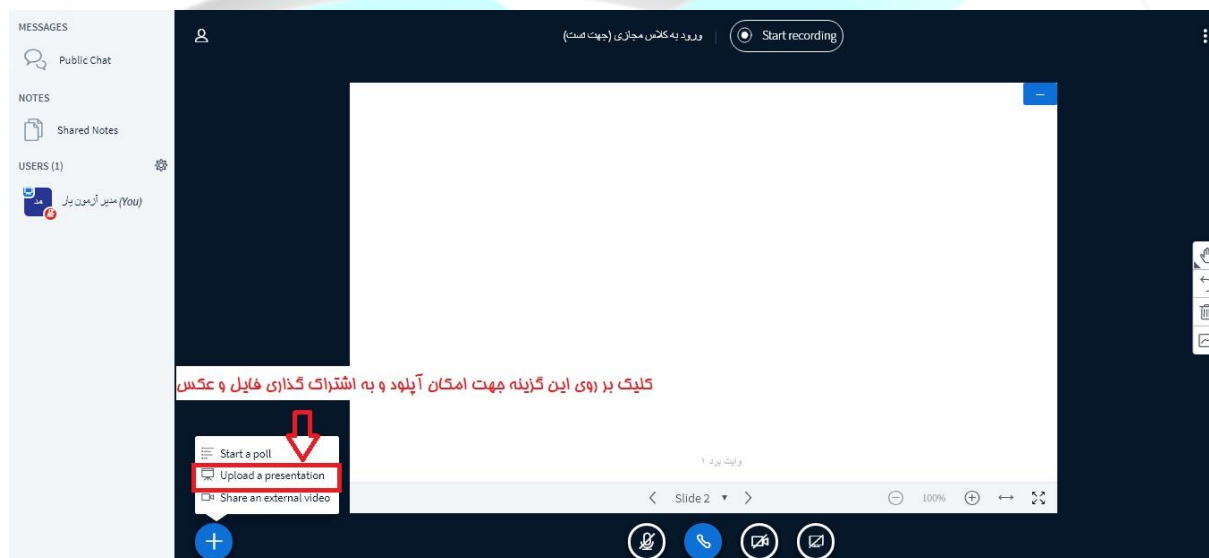 MESSAGES
Public Chat
NOTES
Shared Notes
USERS (1)
مدیر آزمون یار (You)
مد
ورود به کلاس مجازی (جهت تست)
Start recording
کلیک بر روی این گزینه جهت امکان آپلود و به اشتراک گذاری فایل و عکس
Start a poll
Upload a presentation
Share an external video
وایت برد ۱
Slide 2
100%